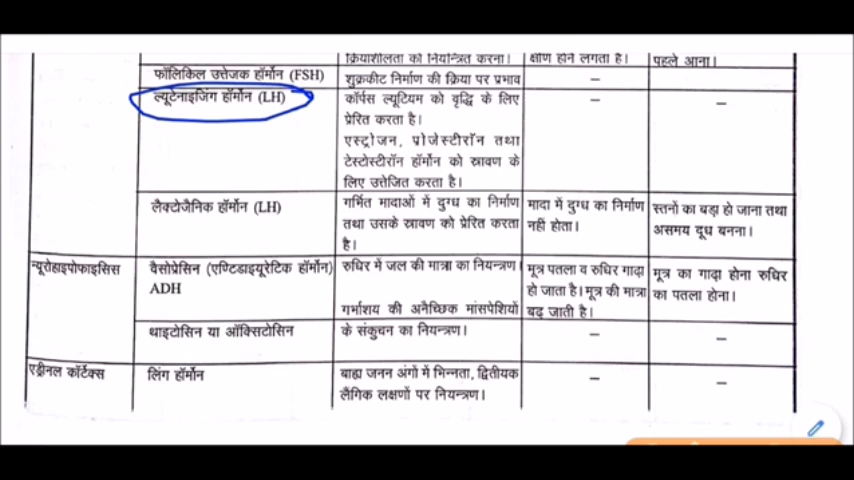 क्रियाशीलता को नियन्त्रित करना। क्षीण होने लगता है। पहले आना।
फॉलिकिल उत्तेजक हॉर्मोन (FSH) शुक्रकीट निर्माण की क्रिया पर प्रभाव –
ल्यूटेनाइजिंग हॉर्मोन (LH) कॉर्पस ल्यूटियम को वृद्धि के लिए – –
प्रेरित करता है।
एस्ट्रोजन, प्रोजेस्टीरॉन तथा
टेस्टोस्टीरॉन हॉर्मोन को स्रावण के
लिए उत्तेजित करता है।
लैक्टोजैनिक हॉर्मोन (LH) गर्भित मादाओं में दुग्ध का निर्माण मादा में दुग्ध का निर्माण स्तनों का बड़ा हो जाना तथा
तथा उसके स्रावण को प्रेरित करता नहीं होता। असमय दूध बनना।
है।
न्यूरोहाइपोफाइसिस वैसोप्रेसिन (एण्टिडाइयूरेटिक हॉर्मोन) रुधिर में जल की मात्रा का नियन्त्रण। मूत्र पतला व रुधिर गाढ़ा मूत्र का गाढ़ा होना रुधिर
ADH हो जाता है। मूत्र की मात्रा का पतला होना।
गर्भाशय की अनैच्छिक मांसपेशियों बढ़ जाती है।
थाइटोसिन या ऑक्सिटोसिन के संकुचन का नियन्त्रण। – –
एड्रीनल कॉर्टेक्स लिंग हॉर्मोन बाह्य जनन अंगों में भिन्नता, द्वितीयक – –
लैंगिक लक्षणों पर नियन्त्रण।